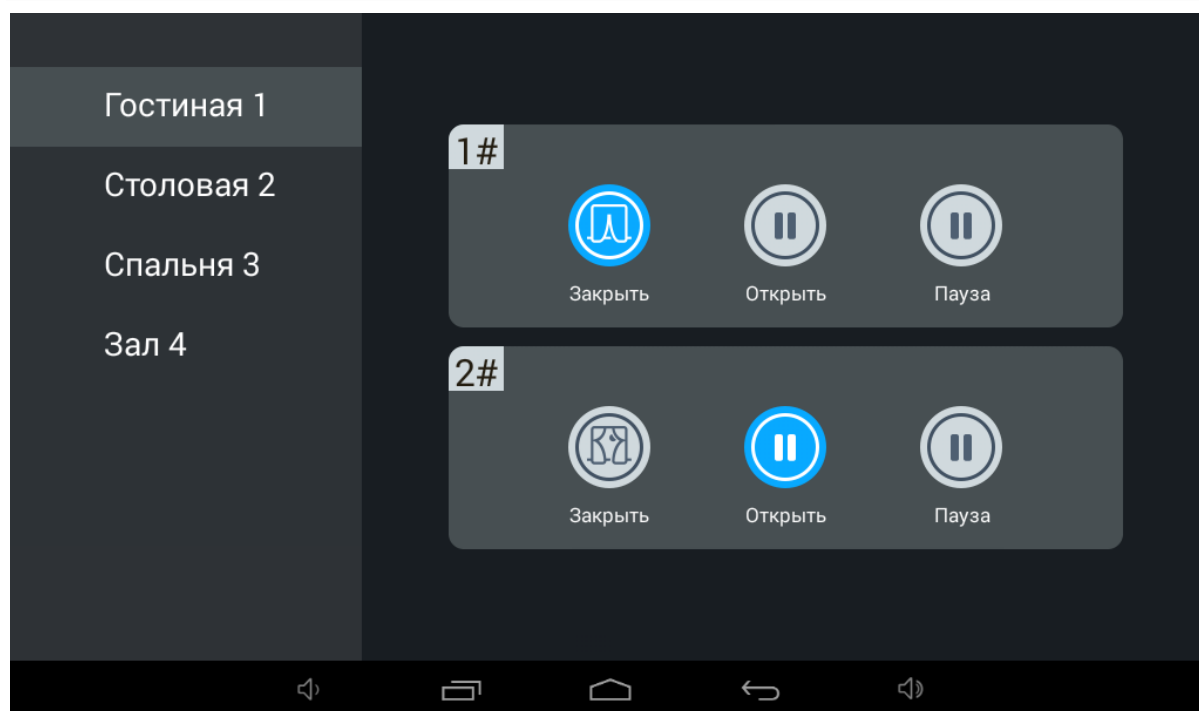 Гостиная 1
Столовая 2
Спальня 3
Зал 4
1#
Закрыть Открыть Пауза
2#
Закрыть Открыть Пауза